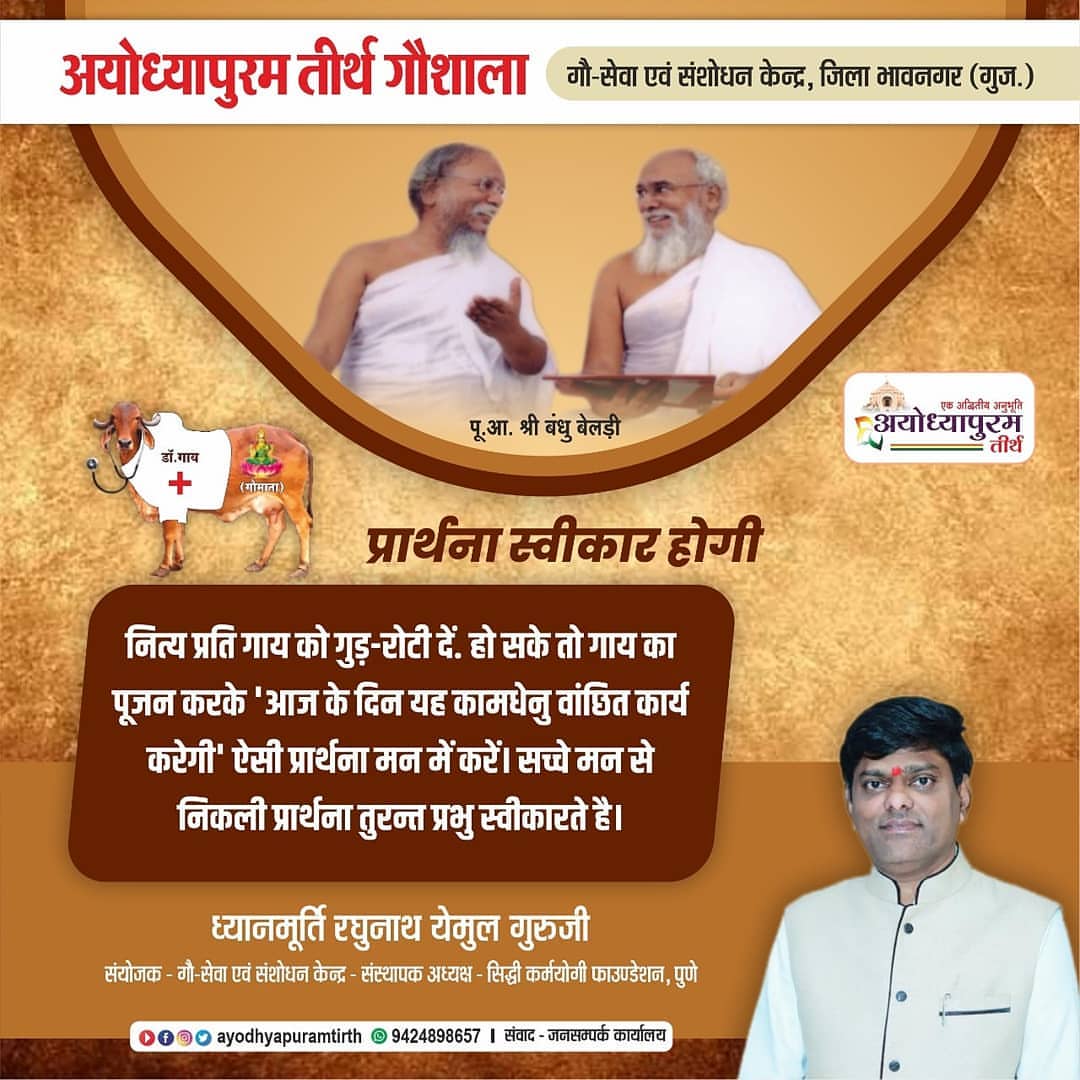 अयोध्यापुरम तीर्थ गौशाला
गौ-सेवा एवं संशोधन केन्द्र, जिला भावनगर (गुज.)
पू.आ. श्री बंधु बेलड़ी
एक अद्वितीय अनुभूति
अयोध्यापुरम
तीर्थ
डॉ.गाय
(गोमाता)
प्रार्थना स्वीकार होगी
नित्य प्रति गाय को गुड़-रोटी दें. हो सके तो गाय का
पूजन करके 'आज के दिन यह कामधेनु वांछित कार्य
करेगी' ऐसी प्रार्थना मन में करें। सच्चे मन से
निकली प्रार्थना तुरन्त प्रभु स्वीकारते है।
ध्यानमूर्ति रघुनाथ येमुल गुरुजी
संयोजक - गौ-सेवा एवं संशोधन केन्द्र - संस्थापक अध्यक्ष - सिद्धी कर्मयोगी फाउण्डेशन, पुणे
ayodhyapuramtirth 9424898657 | संवाद - जनसम्पर्क कार्यालय